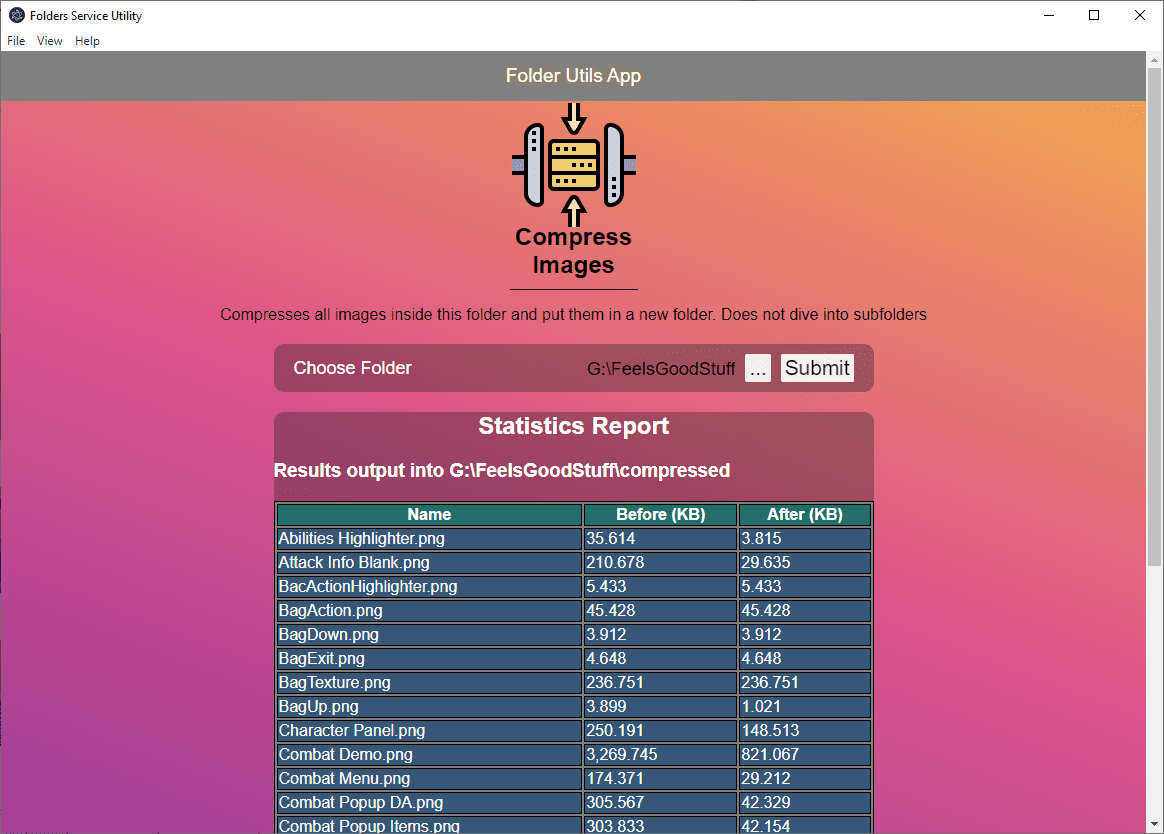 Folders Service Utility
File View Help
Folder Utils App
Compress
Images
Compresses all images inside this folder and put them in a new folder. Does not dive into subfolders
Choose Folder G:\FeelsGoodStuff ... Submit
Statistics Report
Results output into G:\FeelsGoodStuff\compressed
Name Before (KB) After (KB)
Abilities Highlighter.png 35.614 3.815
Attack Info Blank.png 210.678 29.635
BacActionHighlighter.png 5.433 5.433
BagAction.png 45.428 45.428
BagDown.png 3.912 3.912
BagExit.png 4.648 4.648
BagTexture.png 236.751 236.751
BagUp.png 3.899 1.021
Character Panel.png 250.191 148.513
Combat Demo.png 3,269.745 821.067
Combat Menu.png 174.371 29.212
Combat Popup DA.png 305.567 42.329
Combat Popup Items.png 303.833 42.154